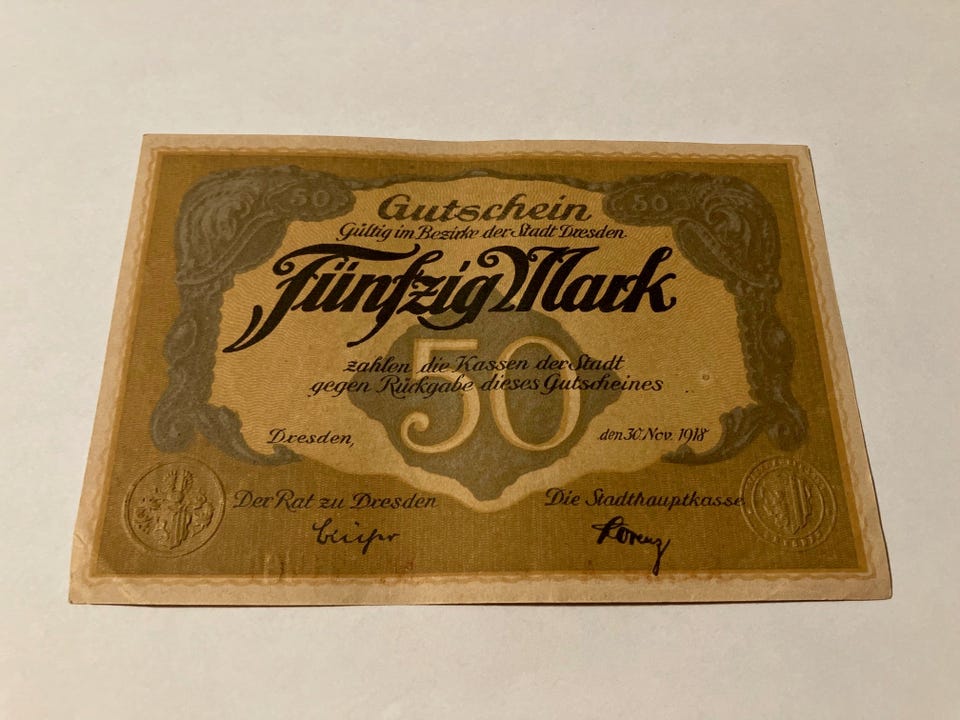 50 50
Gutschein
Gültig im Bezirke der Stadt Dresden.
Fünfzig Mark
50
zahlen die Kassen der Stadt
gegen Rückgabe dieses Gutscheines
Dresden, den 30. Nov. 1918
Der Rat zu Dresden Die Stadthauptkasse
Lorenz